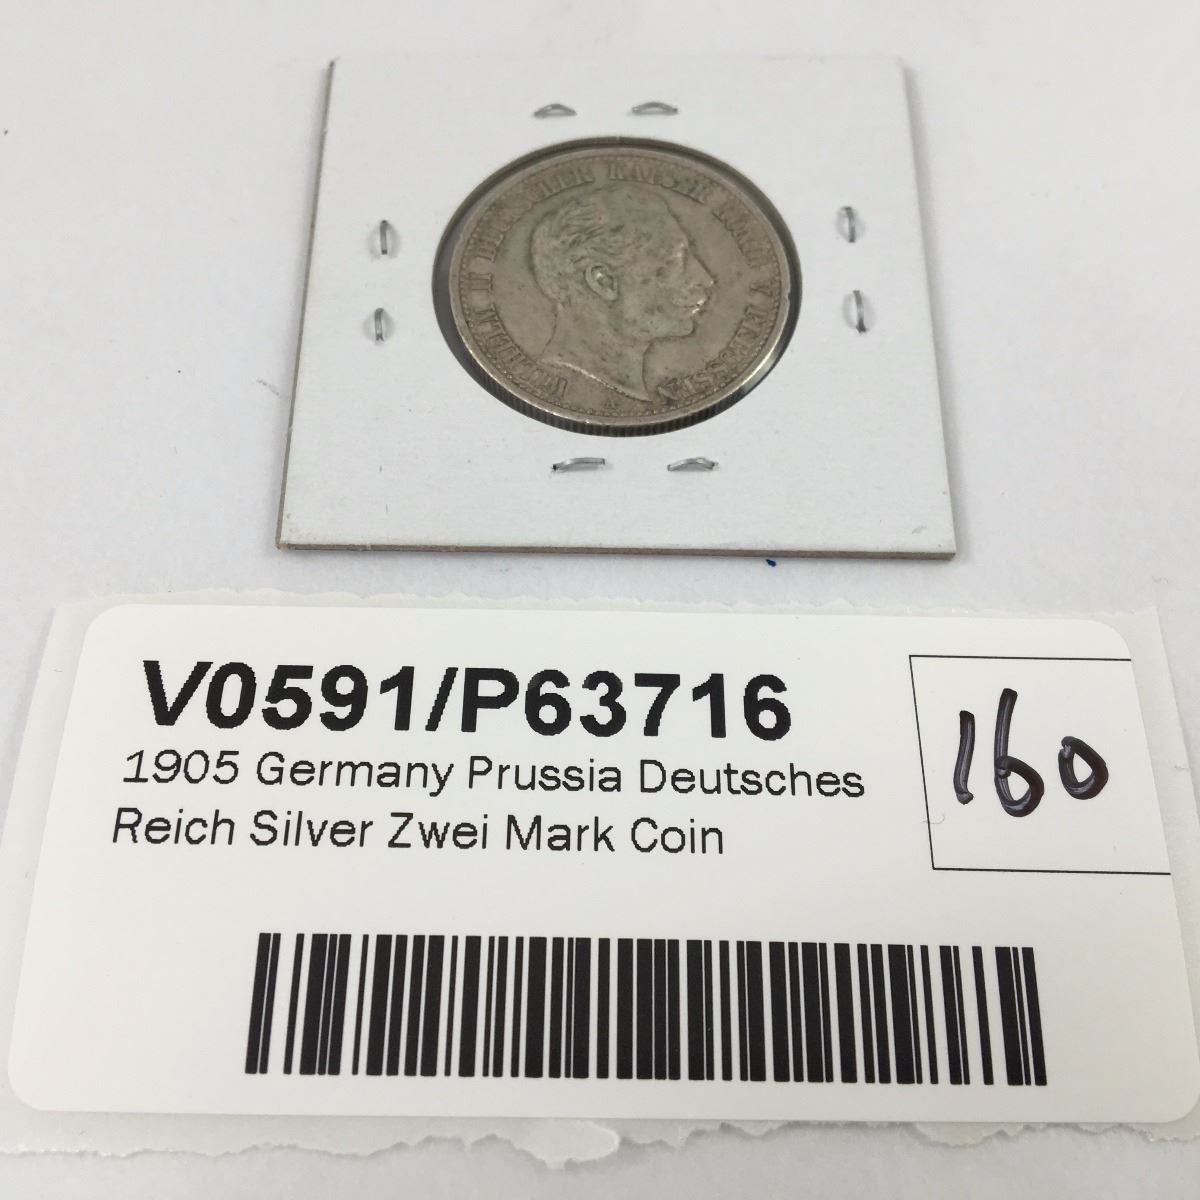 WILHELM II DEUTSCHER KAISER KÖNIG V. PREUSSEN
A
V0591/P63716
1905 Germany Prussia Deutsches
Reich Silver Zwei Mark Coin
160